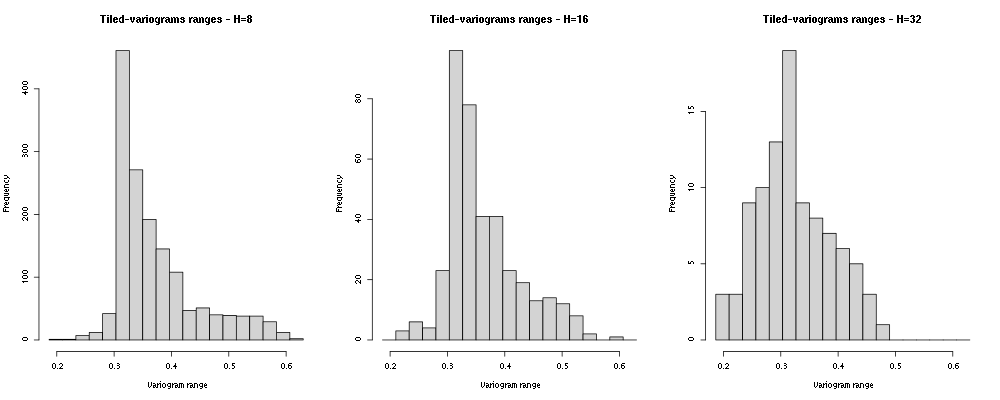 Tiled-variograms ranges - H=8
Frequency
0
100
200
300
400
0.2 0.3 0.4 0.5 0.6
Variogram range
Tiled-variograms ranges - H=16
Frequency
0
20
40
60
80
0.2 0.3 0.4 0.5 0.6
Variogram range
Tiled-variograms ranges - H=32
Frequency
0
5
10
15
0.2 0.3 0.4 0.5 0.6
Variogram range